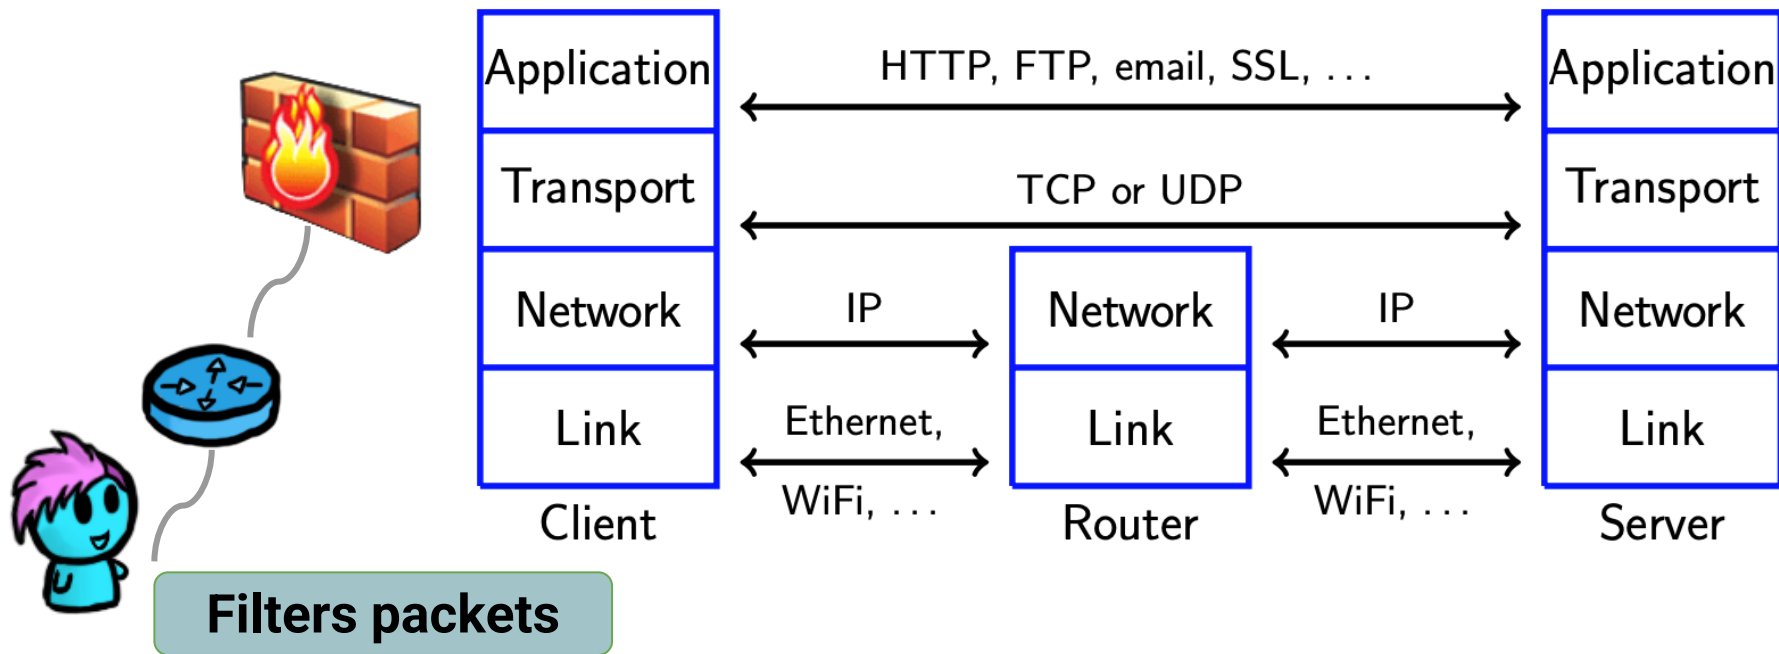 Application
HTTP, FTP, email, SSL, ...
Application
Transport
TCP or UDP
Transport
Network
IP
Network
IP
Network
Link
Ethernet,
WiFi, ...
Link
Ethernet,
WiFi, ...
Link
Client
Router
Server
Filters packets